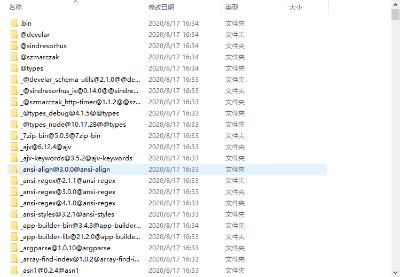 名称 修改日期 类型 大小
.bin 2020/8/17 16:34 文件夹
@develar 2020/8/17 16:34 文件夹
@sindresorhus 2020/8/17 16:34 文件夹
@szmarczak 2020/8/17 16:34 文件夹
@types 2020/8/17 16:34 文件夹
_@develar_schema-utils@2.1.0@@de... 2020/8/17 16:33 文件夹
_@sindresorhus_is@0.14.0@@sindre... 2020/8/17 16:33 文件夹
_@szmarczak_http-timer@1.1.2@@sz... 2020/8/17 16:33 文件夹
_@types_debug@4.1.5@@types 2020/8/17 16:33 文件夹
_@types_node@10.17.28@@types 2020/8/17 16:33 文件夹
_7zip-bin@5.0.3@7zip-bin 2020/8/17 16:33 文件夹
_ajv@6.12.4@ajv 2020/8/17 16:33 文件夹
_ajv-keywords@3.5.2@ajv-keywords 2020/8/17 16:33 文件夹
_ansi-align@3.0.0@ansi-align 2020/8/17 16:33 文件夹
_ansi-regex@2.1.1@ansi-regex 2020/8/17 16:33 文件夹
_ansi-regex@3.0.0@ansi-regex 2020/8/17 16:33 文件夹
_ansi-regex@4.1.0@ansi-regex 2020/8/17 16:33 文件夹
_ansi-styles@3.2.1@ansi-styles 2020/8/17 16:33 文件夹
_app-builder-bin@3.4.3@app-builder... 2020/8/17 16:33 文件夹
_app-builder-lib@21.2.0@app-builde... 2020/8/17 16:33 文件夹
_argparse@1.0.10@argparse 2020/8/17 16:33 文件夹
_array-find-index@1.0.2@array-find-i... 2020/8/17 16:33 文件夹
_asn1@0.2.4@asn1 2020/8/17 16:33 文件夹